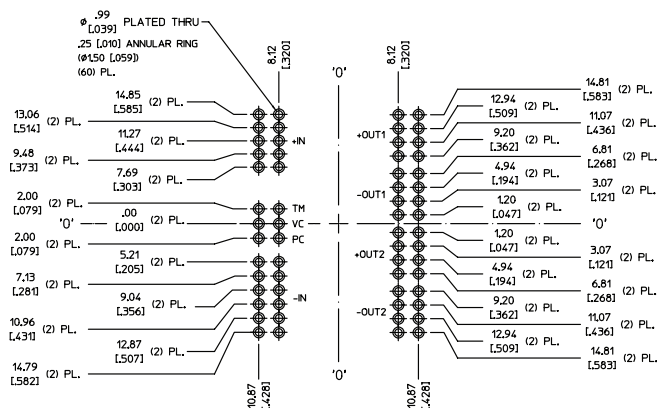 ø .99 [.039] PLATED THRU
.25 [.010] ANNULAR RING
(ø1.50 [.059])
(60) PL.
8.12 [.320]
'0'
8.12 [.320]
14.85 [.585] (2) PL.
13.06 [.514] (2) PL.
11.27 [.444] (2) PL.
+IN
9.48 [.373] (2) PL.
7.69 [.303] (2) PL.
2.00 [.079] (2) PL.
TM
'0'
.00 [.000] (2) PL.
VC
2.00 [.079] (2) PL.
PC
5.21 [.205] (2) PL.
7.13 [.281] (2) PL.
9.04 [.356] (2) PL.
-IN
10.96 [.431] (2) PL.
12.87 [.507] (2) PL.
14.79 [.582] (2) PL.
10.87 [.428]
'0'
10.87 [.428]
14.81 [.583] (2) PL.
12.94 [.509] (2) PL.
+OUT1
11.07 [.436] (2) PL.
9.20 [.362] (2) PL.
6.81 [.268] (2) PL.
4.94 [.194] (2) PL.
-OUT1
3.07 [.121] (2) PL.
1.20 [.047] (2) PL.
'0'
1.20 [.047] (2) PL.
+OUT2
3.07 [.121] (2) PL.
4.94 [.194] (2) PL.
6.81 [.268] (2) PL.
9.20 [.362] (2) PL.
-OUT2
11.07 [.436] (2) PL.
12.94 [.509] (2) PL.
14.81 [.583] (2) PL.